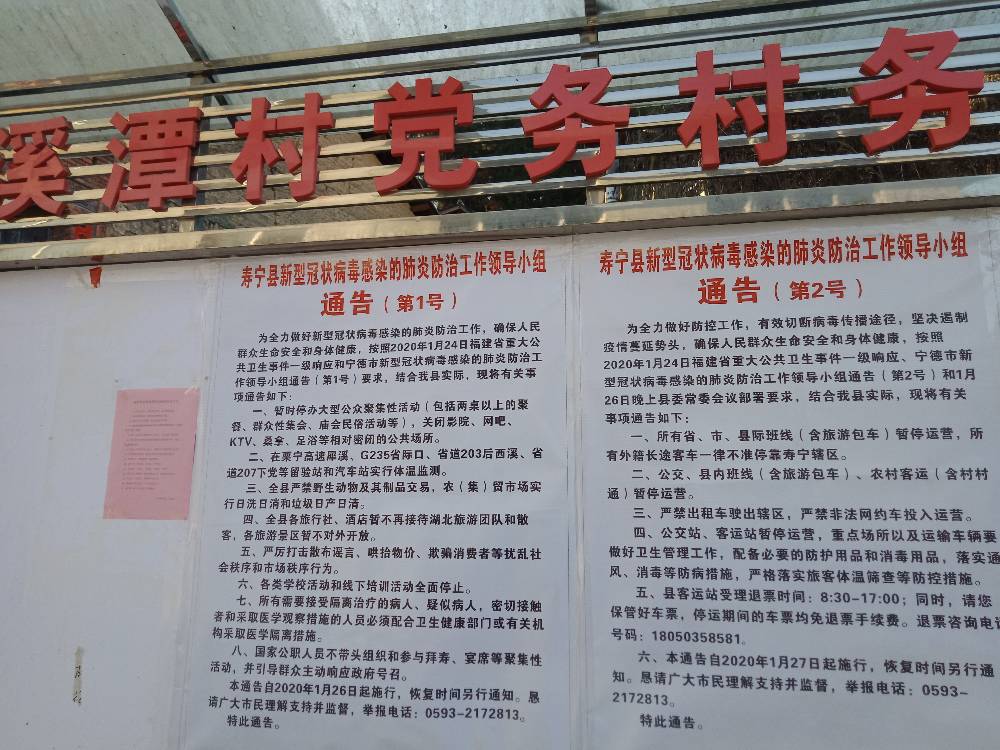 溪潭村党务村务
寿宁县新型冠状病毒感染的肺炎防治工作领导小组
通告（第1号）
为全力做好新型冠状病毒感染的肺炎防治工作，确保人民
群众生命安全和身体健康，按照2020年1月24日福建省重大公
共卫生事件一级响应和宁德市新型冠状病毒感染的肺炎防治工
作领导小组通告（第1号）要求，结合我县实际，现将有关事
项通告如下：
一、暂时停办大型公众聚集性活动（包括两桌以上的聚
餐、群众性集会、庙会民俗活动等），关闭影院、网吧、
KTV、桑拿、足浴等相对密闭的公共场所。
二、在栗宁高速犀溪、G235省际口、省道203后西溪、省
道207下党等留验站和汽车站实行体温监测。
三、全县严禁野生动物及其制品交易，农（集）贸市场实
行日洗日消和垃圾日产日清。
四、全县各旅行社、酒店暂不再接待湖北旅游团队和散
客，各旅游景区暂不对外开放。
五、严厉打击散布谣言、哄抬物价、欺骗消费者等扰乱社
会秩序和市场秩序行为。
六、各类学校活动和线下培训活动全面停止。
七、所有需要接受隔离治疗的病人、疑似病人，密切接触
者和采取医学观察措施的人员必须配合卫生健康部门或有关机
构采取医学隔离措施。
八、国家公职人员不带头组织和参与拜寿、宴席等聚集性
活动，并引导群众主动响应政府号召。
本通告自2020年1月26日起施行，恢复时间另行通知。恳
请广大市民理解支持并监督，举报电话：0593-2172813。
特此通告。
寿宁县新型冠状病毒感染的肺炎防治工作领导小组
通告（第2号）
为全力做好防控工作，有效切断病毒传播途径，坚决遏制
疫情蔓延势头，确保人民群众生命安全和身体健康，按照
2020年1月24日福建省重大公共卫生事件一级响应、宁德市新
型冠状病毒感染的肺炎防治工作领导小组通告（第2号）和1月
26日晚上县委常委会议部署要求，结合我县实际，现将有关
事项通告如下：
一、所有省、市、县际班线（含旅游包车）暂停运营，所
有外籍长途客车一律不准停靠寿宁辖区。
二、公交、县内班线（含旅游包车）、农村客运（含村村
通）暂停运营。
三、严禁出租车驶出辖区，严禁非法网约车投入运营。
四、公交站、客运站暂停运营，重点场所以及运输车辆要
做好卫生管理工作，配备必要的防护用品和消毒用品，落实通
风、消毒等防病措施，严格落实旅客体温筛查等防控措施。
五、县客运站受理退票时间：8:30-17:00；同时，请您
保管好车票，停运期间的车票均免退票手续费。退票咨询电话
号码：18050358581。
六、本通告自2020年1月27日起施行，恢复时间另行通
知。恳请广大市民理解支持并监督，举报电话：0593-
2172813。
特此通告。